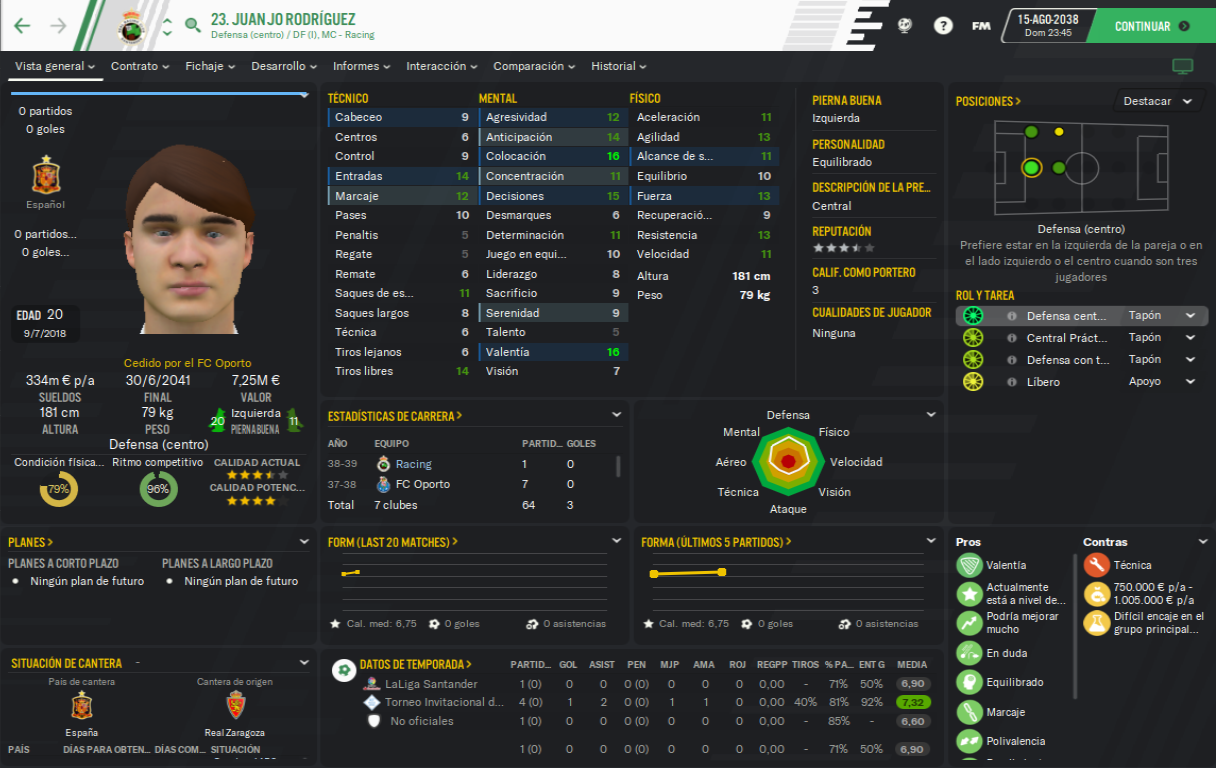 23. JUANJO RODRÍGUEZ
Defensa (centro) / DF (I), MC - Racing
?
FM
15-AGO-2038
Dom 23:45
CONTINUAR
Vista general
Contrato
Fichaje
Desarrollo
Informes
Interacción
Comparación
Historial
0 partidos
0 goles
Español
0 partidos...
0 goles...
EDAD 20
9/7/2018
Cedido por el FC Oporto
334m € p/a 30/6/2041 7,25M €
SUELDOS FINAL VALOR
181 cm 79 kg 20 Izquierda 11
ALTURA PESO PIERNA BUENA
Defensa (centro)
Condición física... Ritmo competitivo CALIDAD ACTUAL
79% 96%
CALIDAD POTENC...
TÉCNICO
Cabeceo 9
Centros 6
Control 9
Entradas 14
Marcaje 12
Pases 10
Penaltis 5
Regate 5
Remate 6
Saques de es... 11
Saques largos 8
Técnica 6
Tiros lejanos 6
Tiros libres 14
MENTAL
Agresividad 12
Anticipación 14
Colocación 16
Concentración 11
Decisiones 15
Desmarques 6
Determinación 11
Juego en equi... 10
Liderazgo 8
Sacrificio 9
Serenidad 9
Talento 5
Valentía 16
Visión 7
FÍSICO
Aceleración 11
Agilidad 13
Alcance de s... 11
Equilibrio 10
Fuerza 13
Recuperació... 9
Resistencia 13
Velocidad 11
Altura 181 cm
Peso 79 kg
PIERNA BUENA
Izquierda
PERSONALIDAD
Equilibrado
DESCRIPCIÓN DE LA PRE...
Central
REPUTACIÓN
CALIF. COMO PORTERO
3
CUALIDADES DE JUGADOR
Ninguna
POSICIONES >
Destacar
Defensa (centro)
Prefiere estar en la izquierda de la pareja o en
el lado izquierdo o el centro cuando son tres
jugadores
ROL Y TAREA
Defensa cent... Tapón
Central Práct... Tapón
Defensa con t... Tapón
Líbero Apoyo
ESTADÍSTICAS DE CARRERA >
AÑO EQUIPO PARTID... GOLES
38-39 Racing 1 0
37-38 FC Oporto 7 0
Total 7 clubes 64 3
Defensa
Mental Físico
Aéreo Velocidad
Técnica Visión
Ataque
PLANES >
PLANES A CORTO PLAZO PLANES A LARGO PLAZO
• Ningún plan de futuro • Ningún plan de futuro
FORM (LAST 20 MATCHES) >
Cal. med: 6,75 0 goles 0 asistencias
FORMA (ÚLTIMOS 5 PARTIDOS) >
Cal. med: 6,75 0 goles 0 asistencias
Pros
Valentía
Actualmente
está a nivel de...
Podría mejorar
mucho
En duda
Equilibrado
Marcaje
Polivalencia
Contras
Técnica
750.000 € p/a -
1.005.000 € p/a
Difícil encaje en el
grupo principal...
SITUACIÓN DE CANTERA -
País de cantera Cantera de origen
España Real Zaragoza
PAÍS DÍAS PARA OBTEN... DÍAS COM... SITUACIÓN
DATOS DE TEMPORADA > PARTID... GOL ASIST PEN MJP AMA ROJ REGPP TIROS % PA... ENT G MEDIA
LaLiga Santander 1 (0) 0 0 0 (0) 0 0 0 0,00 - 71% 50% 6,90
Torneo Invitacional d... 4 (0) 1 2 0 (0) 1 1 0 0,00 40% 81% 92% 7,32
No oficiales 1 (0) 0 0 0 (0) 0 0 0 0,00 - 85% - 6,60
1 (0) 0 0 0 (0) 0 0 0 0,00 - 71% 50% 6,90